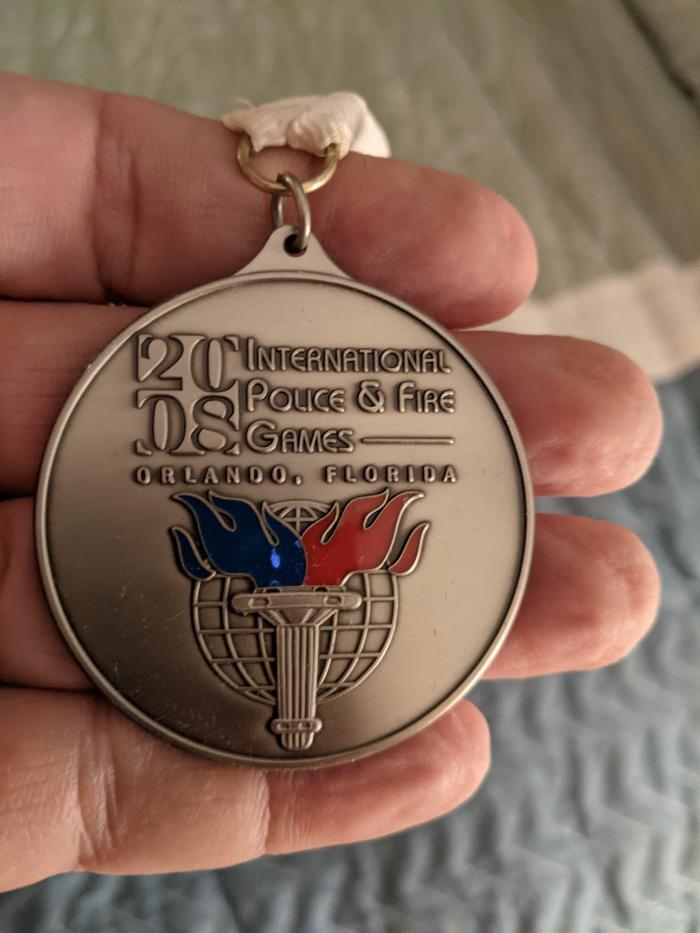 2008 INTERNATIONAL
POLICE & FIRE
GAMES
ORLANDO, FLORIDA